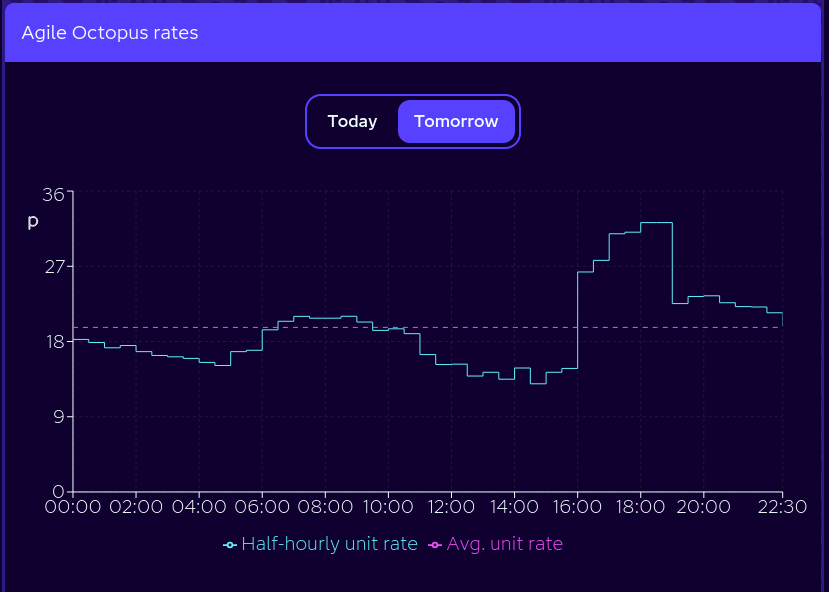 Agile Octopus rates
Today Tomorrow
36
p
27
18
9
0
00:00 02:00 04:00 06:00 08:00 10:00 12:00 14:00 16:00 18:00 20:00 22:30
Half-hourly unit rate Avg. unit rate